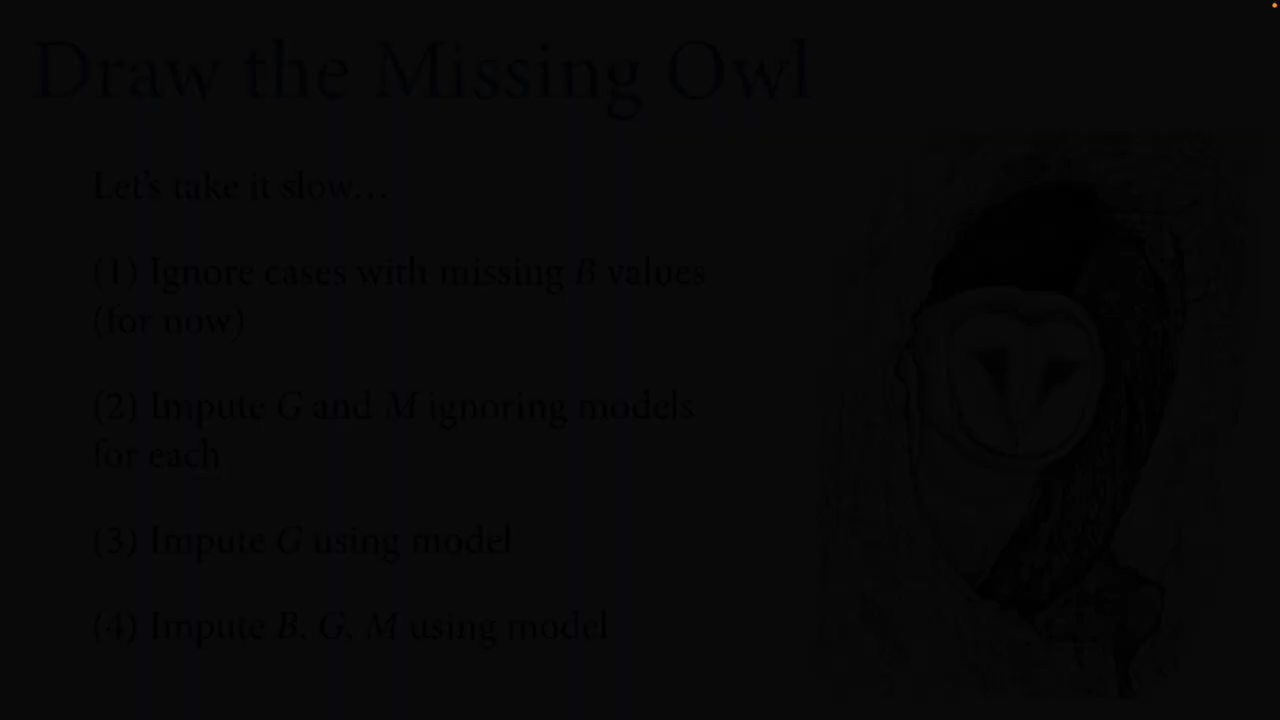 Draw the Missing Owl
Let's take it slow…
(1) Ignore cases with missing B values
(for now)
(2) Impute G and M ignoring models
for each
(3) Impute G using model
(4) Impute B, G, M using model